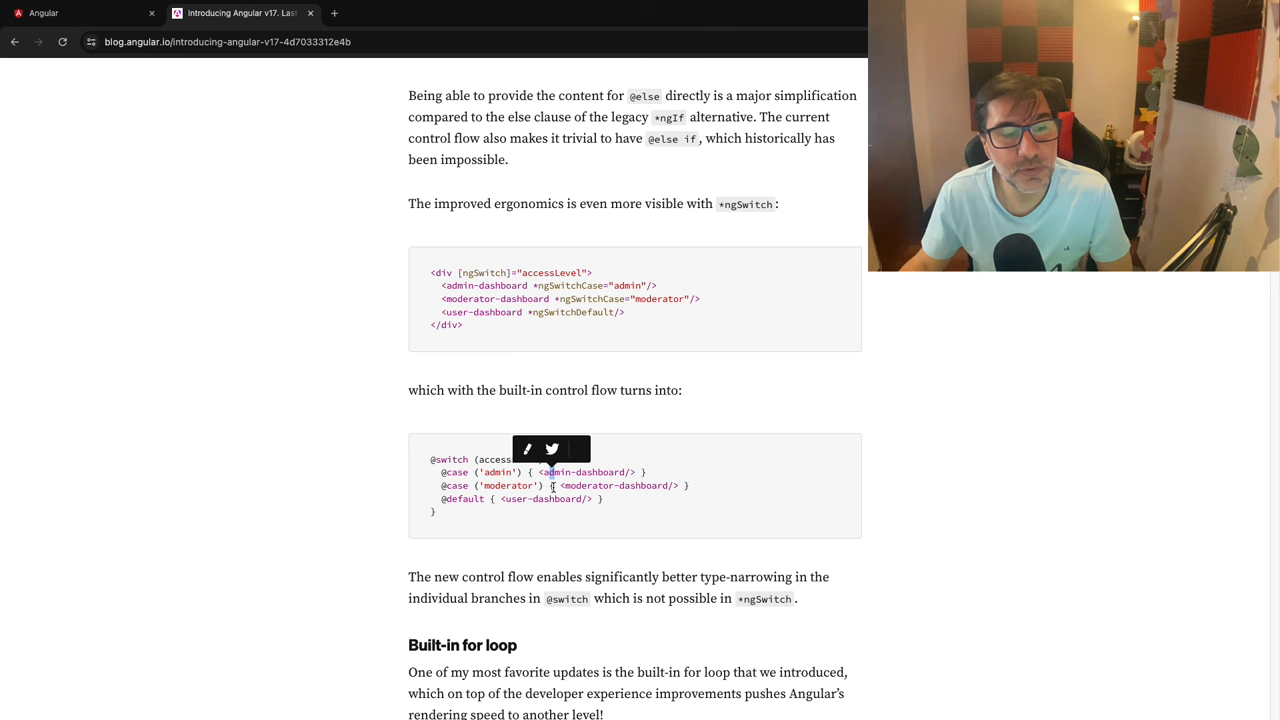 Angular
Introducing Angular v17. Last
blog.angular.io/introducing-angular-v17-4d7033312e4b
Being able to provide the content for @else directly is a major simplification
compared to the else clause of the legacy *ngIf alternative. The current
control flow also makes it trivial to have @else if, which historically has
been impossible.
The improved ergonomics is even more visible with *ngSwitch:
<div [ngSwitch]="accessLevel">
<admin-dashboard *ngSwitchCase="admin"/>
<moderator-dashboard *ngSwitchCase="moderator"/>
<user-dashboard *ngSwitchDefault/>
</div>
which with the built-in control flow turns into:
@switch (access
@case ('admin') { <admin-dashboard/> }
@case ('moderator') { <moderator-dashboard/> }
@default { <user-dashboard/> }
}
The new control flow enables significantly better type-narrowing in the
individual branches in @switch which is not possible in *ngSwitch.
Built-in for loop
One of my most favorite updates is the built-in for loop that we introduced,
which on top of the developer experience improvements pushes Angular’s
rendering speed to another level!